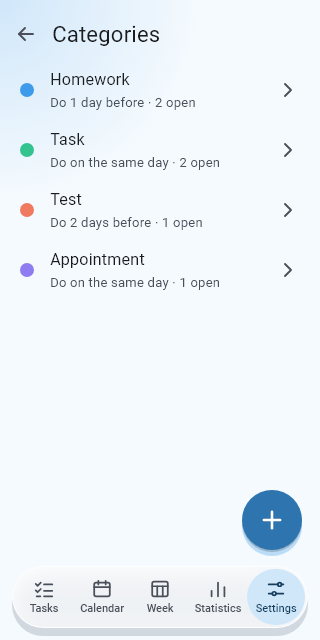 Categories
Homework
Do 1 day before · 2 open
Task
Do on the same day · 2 open
Test
Do 2 days before · 1 open
Appointment
Do on the same day · 1 open
Tasks Calendar Week Statistics Settings